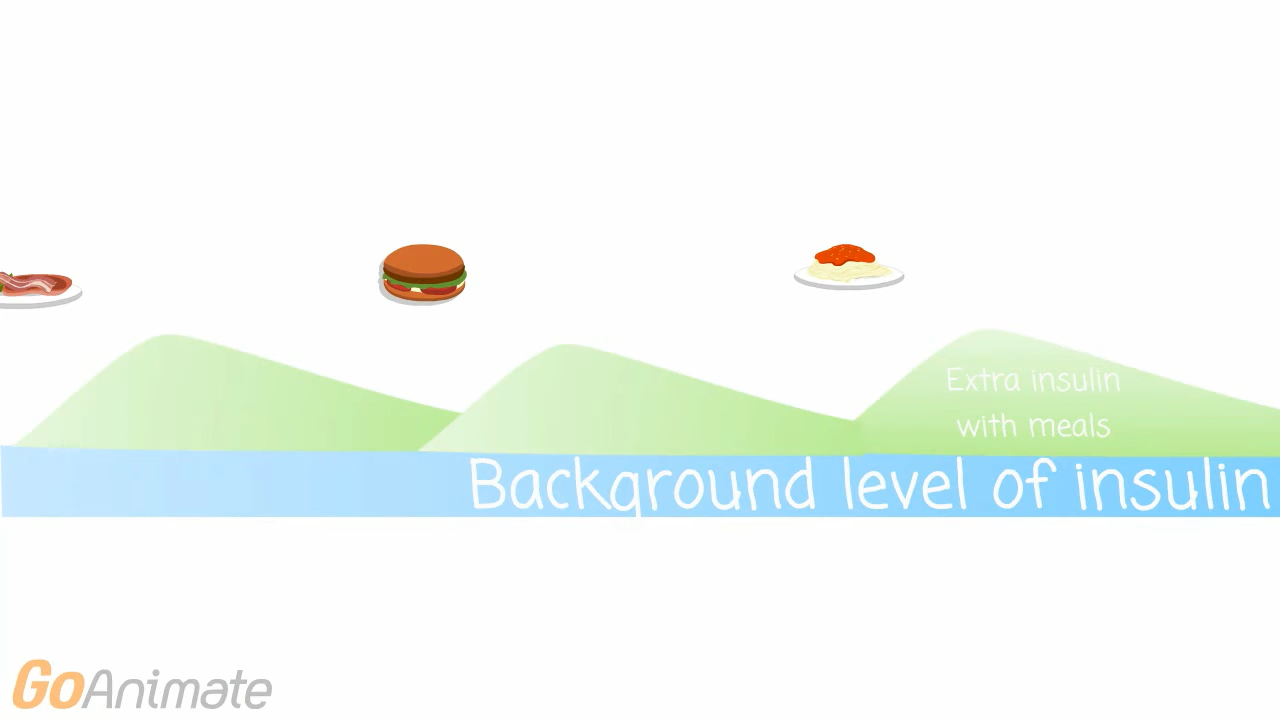 Extra insulin
with meals
Background level of insulin
GoAnimate